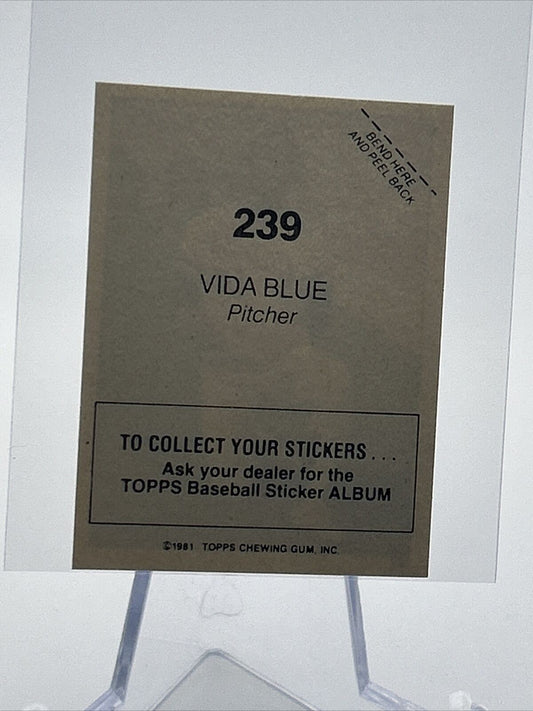 BEND HERE
AND PEEL BACK
239
VIDA BLUE
Pitcher
TO COLLECT YOUR STICKERS...
Ask your dealer for the
TOPPS Baseball Sticker ALBUM
©1981 TOPPS CHEWING GUM, INC.